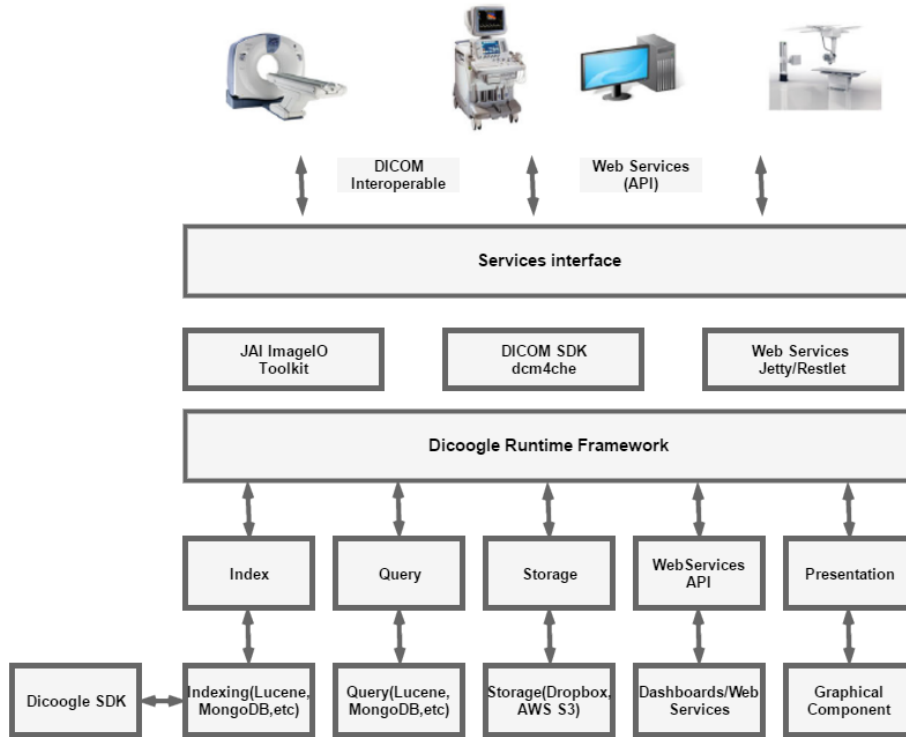 DICOM
Interoperable
Web Services
(API)
Services interface
JAI ImageIO
Toolkit
DICOM SDK
dcm4che
Web Services
Jetty/Restlet
Dicoogle Runtime Framework
Index
Query
Storage
WebServices
API
Presentation
Dicoogle SDK
Indexing(Lucene,
MongoDB,etc)
Query(Lucene,
MongoDB,etc)
Storage(Dropbox,
AWS S3)
Dashboards/Web
Services
Graphical
Component